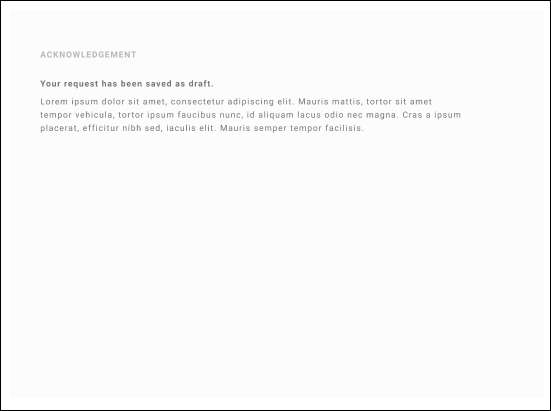 ACKNOWLEDGEMENT
Your request has been saved as draft.
Lorem ipsum dolor sit amet, consectetur adipiscing elit. Mauris mattis, tortor sit amet
tempor vehicula, tortor ipsum faucibus nunc, id aliquam lacus odio nec magna. Cras a ipsum
placerat, efficitur nibh sed, iaculis elit. Mauris semper tempor facilisis.